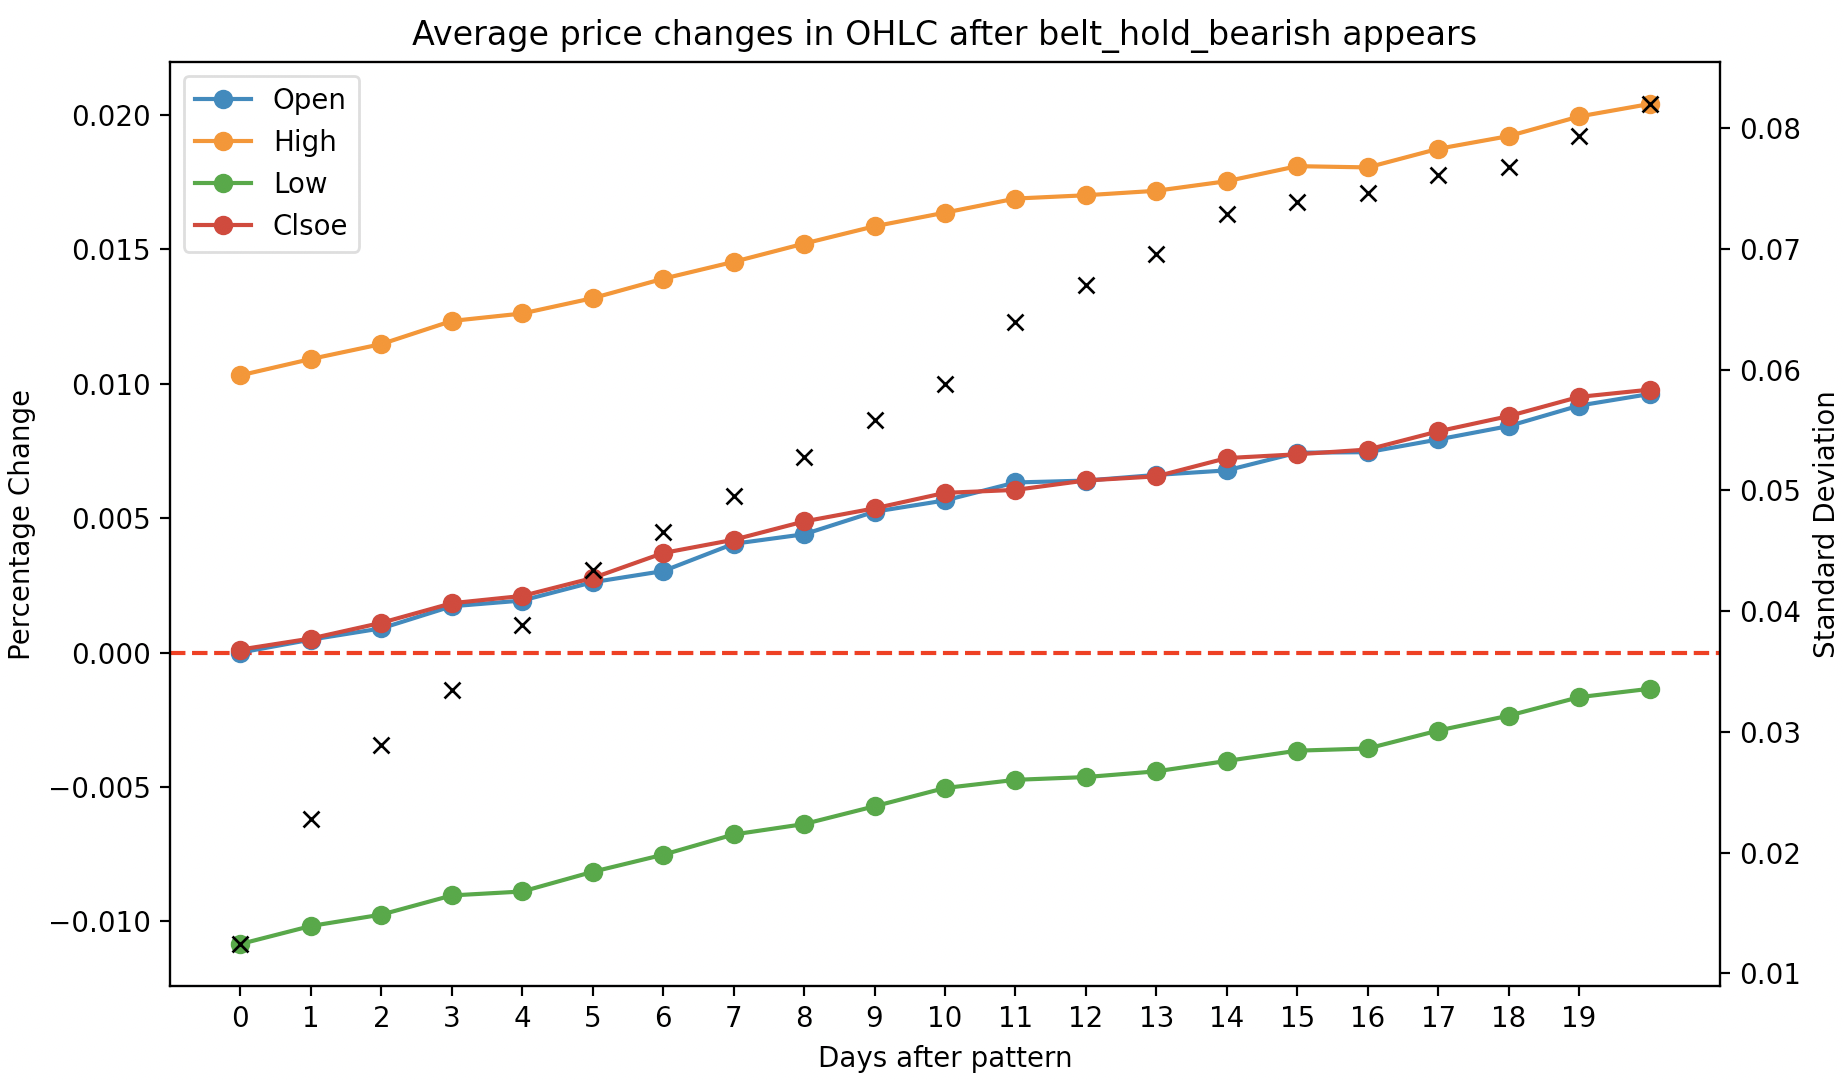 Average price changes in OHLC after belt_hold_bearish appears
Open
High
Low
Clsoe
0.020
0.015
0.010
0.005
0.000
−0.005
−0.010
Percentage Change
0.08
0.07
0.06
0.05
0.04
0.03
0.02
0.01
Standard Deviation
0 1 2 3 4 5 6 7 8 9 10 11 12 13 14 15 16 17 18 19
Days after pattern